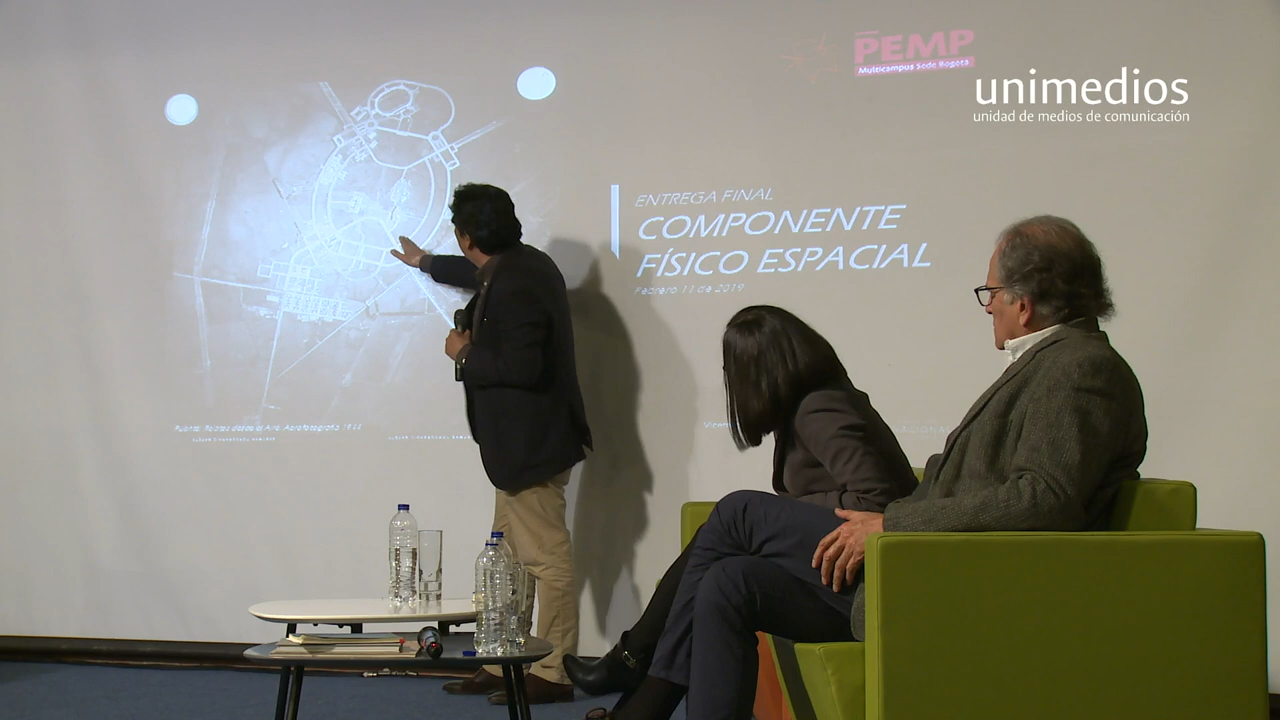 PEMP
Multicampus Sede Bogotá
unimedios
unidad de medios de comunicación
ENTREGA FINAL
COMPONENTE
FÍSICO ESPACIAL
Febrero 11 de 2019